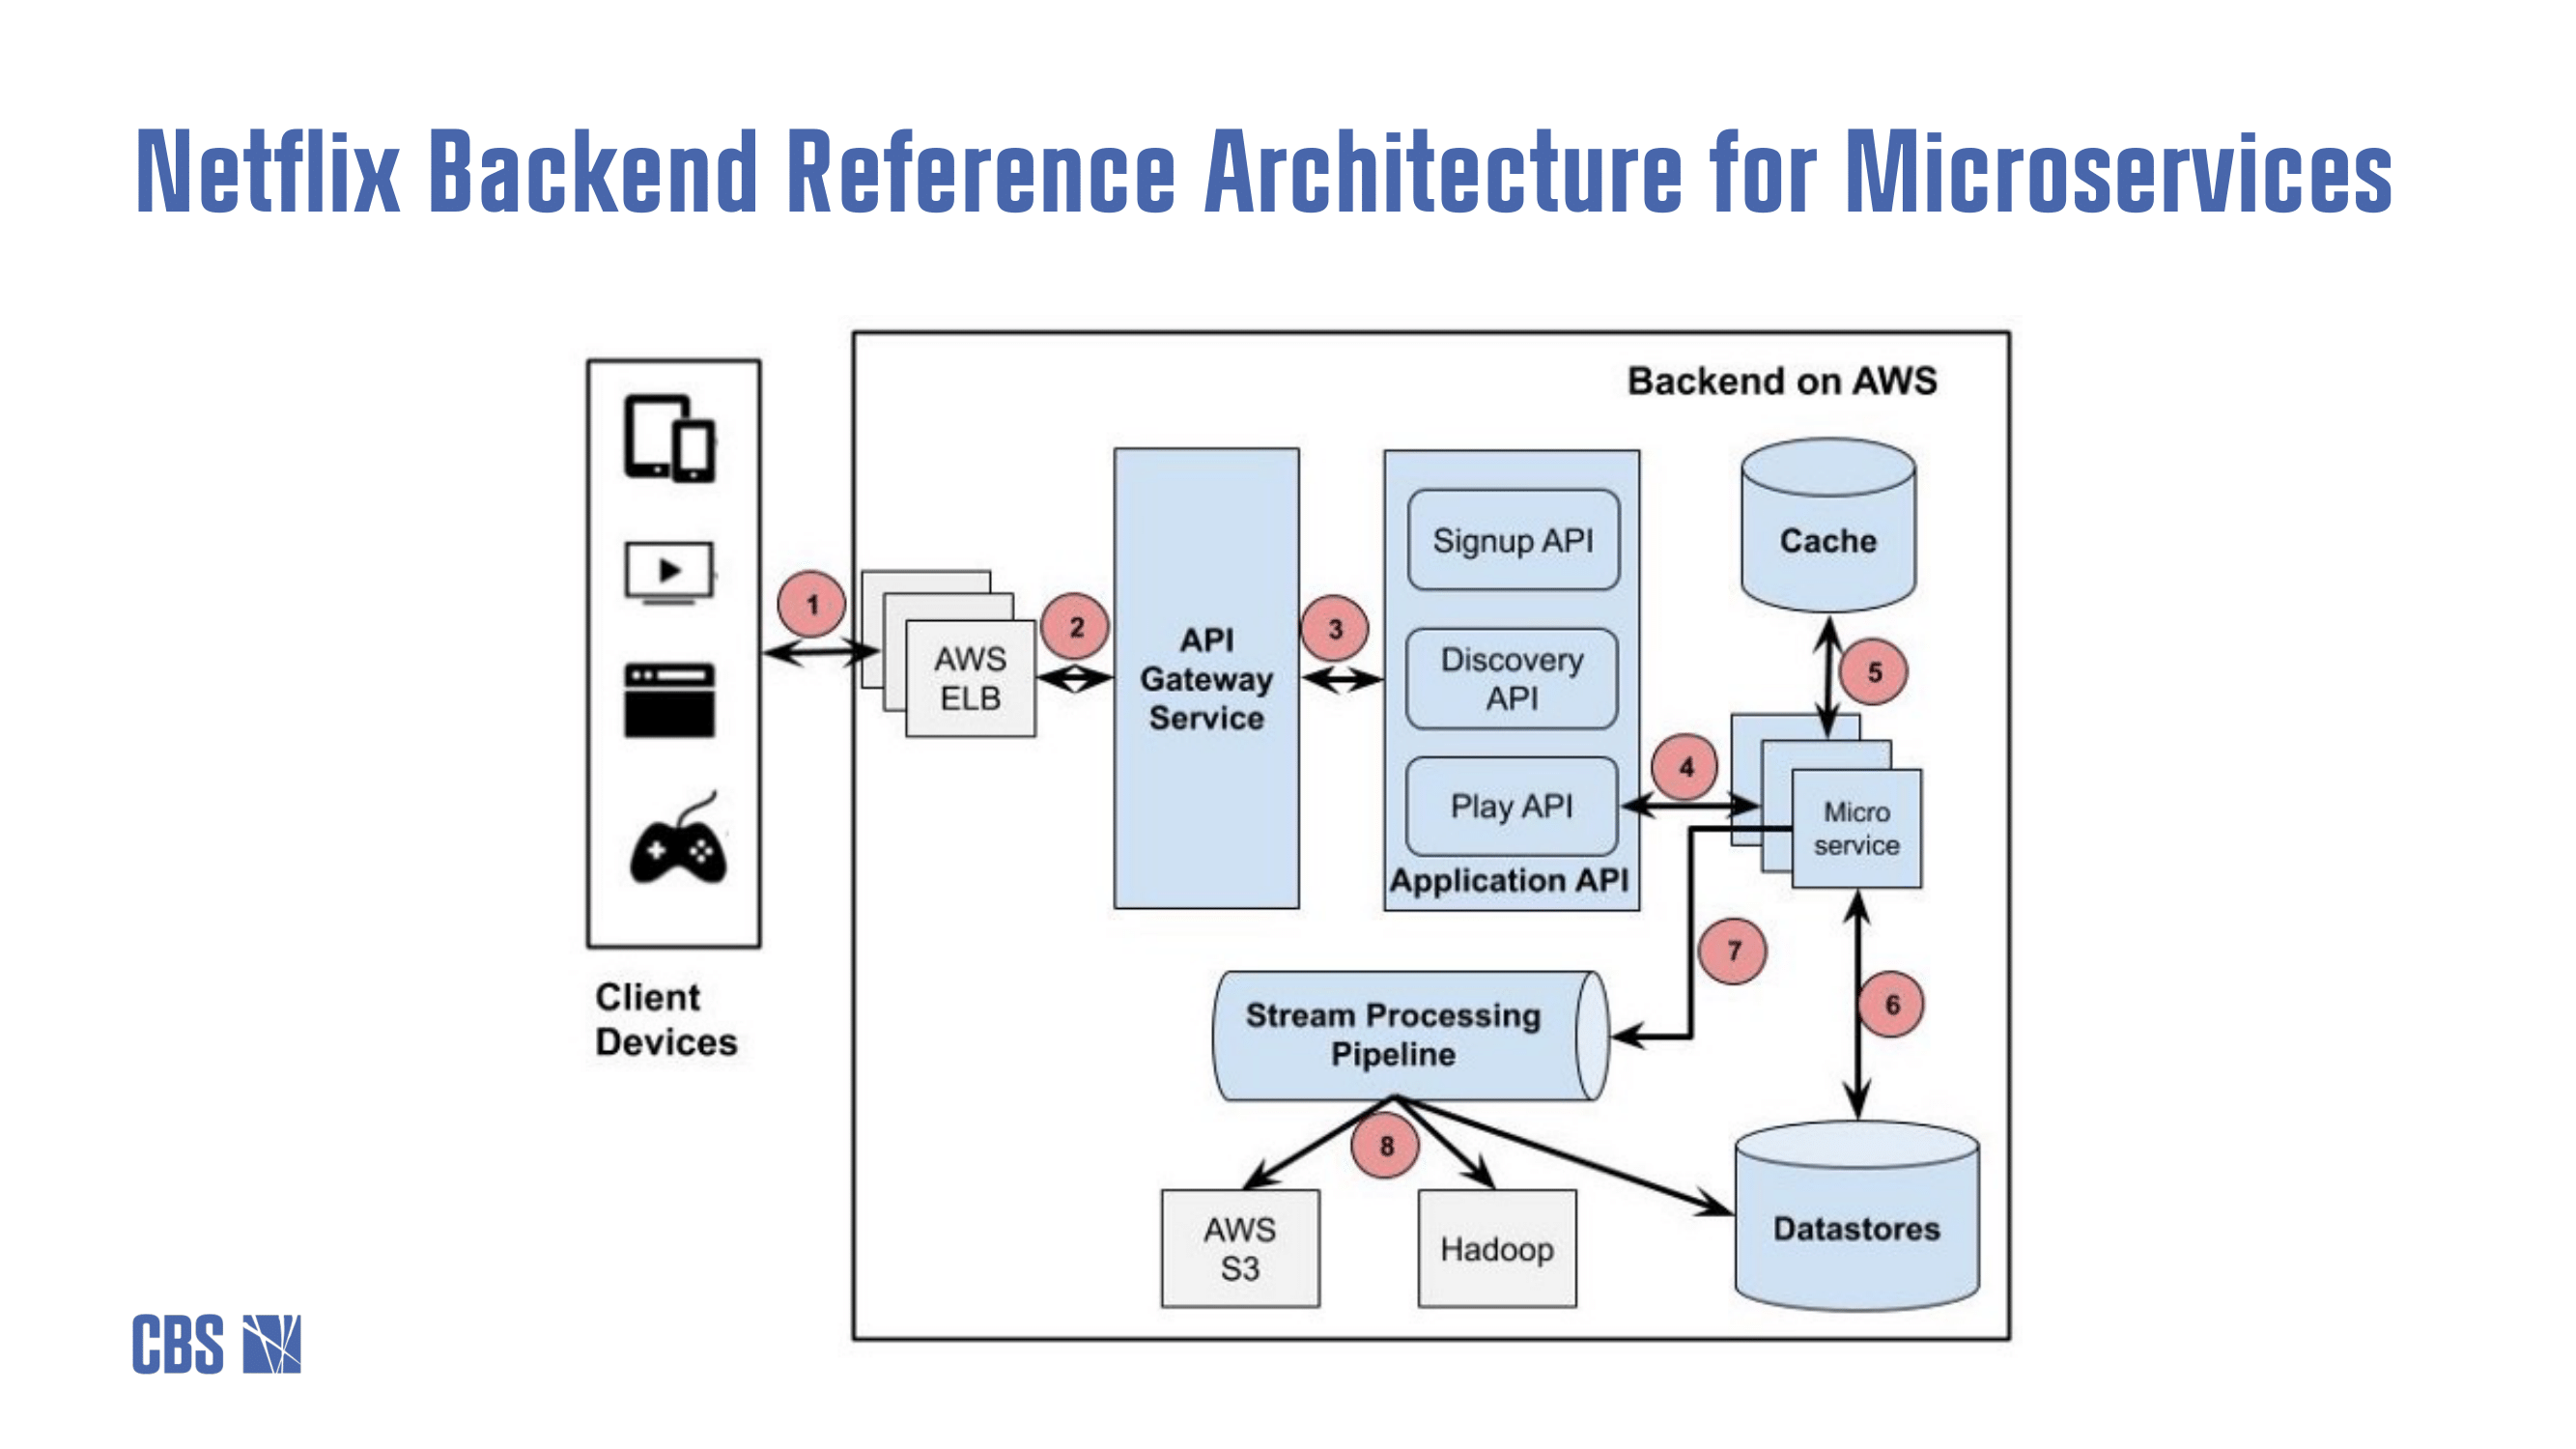 Netflix Backend Reference Architecture for Microservices
Backend on AWS
Client
Devices
1
AWS
ELB
2
API
Gateway
Service
3
Signup API
Discovery
API
Play API
Application API
4
Cache
5
Micro
service
6
7
Stream Processing
Pipeline
8
AWS
S3
Hadoop
Datastores
CBS